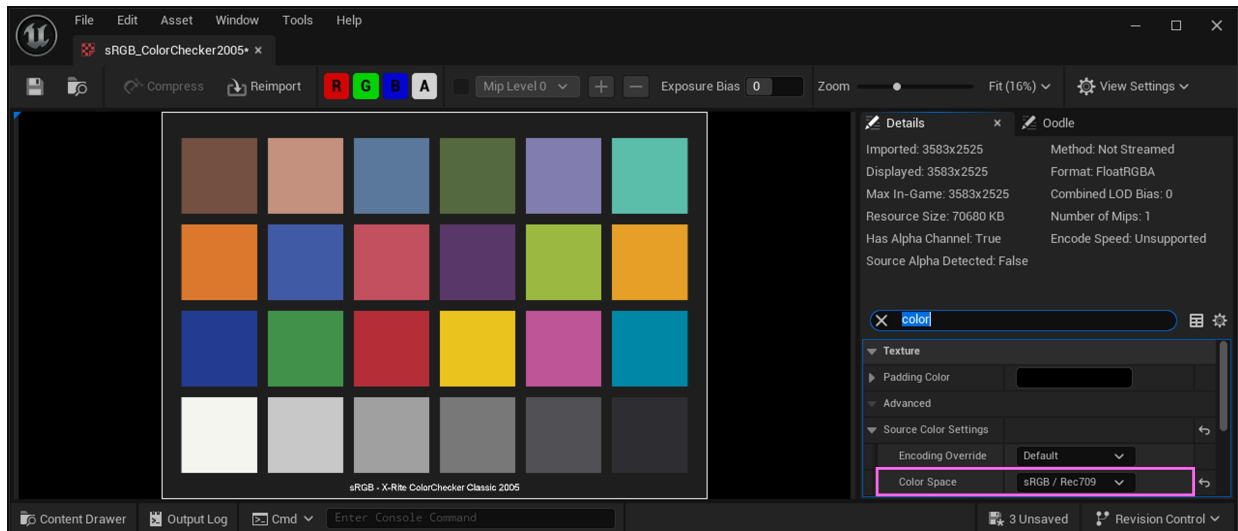 File Edit Asset Window Tools Help
sRGB_ColorChecker2005*
Compress Reimport R G B A Mip Level 0 Exposure Bias 0 Zoom Fit (16%) View Settings
Details Oodle
Imported: 3583x2525 Method: Not Streamed
Displayed: 3583x2525 Format: FloatRGBA
Max In-Game: 3583x2525 Combined LOD Bias: 0
Resource Size: 70680 KB Number of Mips: 1
Has Alpha Channel: True Encode Speed: Unsupported
Source Alpha Detected: False
color
Texture
Padding Color
Advanced
Source Color Settings
Encoding Override Default
Color Space sRGB / Rec709
sRGB - X-Rite ColorChecker Classic 2005
Content Drawer Output Log Cmd Enter Console Command 3 Unsaved Revision Control